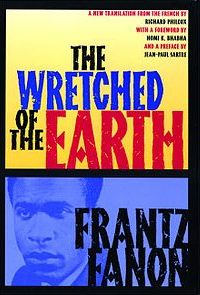 A NEW TRANSLATION FROM THE FRENCH BY
RICHARD PHILCOX
WITH A FOREWORD BY
HOMI K. BHABHA
AND A PREFACE BY
JEAN-PAUL SARTRE
THE
WRETCHED
OF THE
EARTH
FRANTZ
FANON